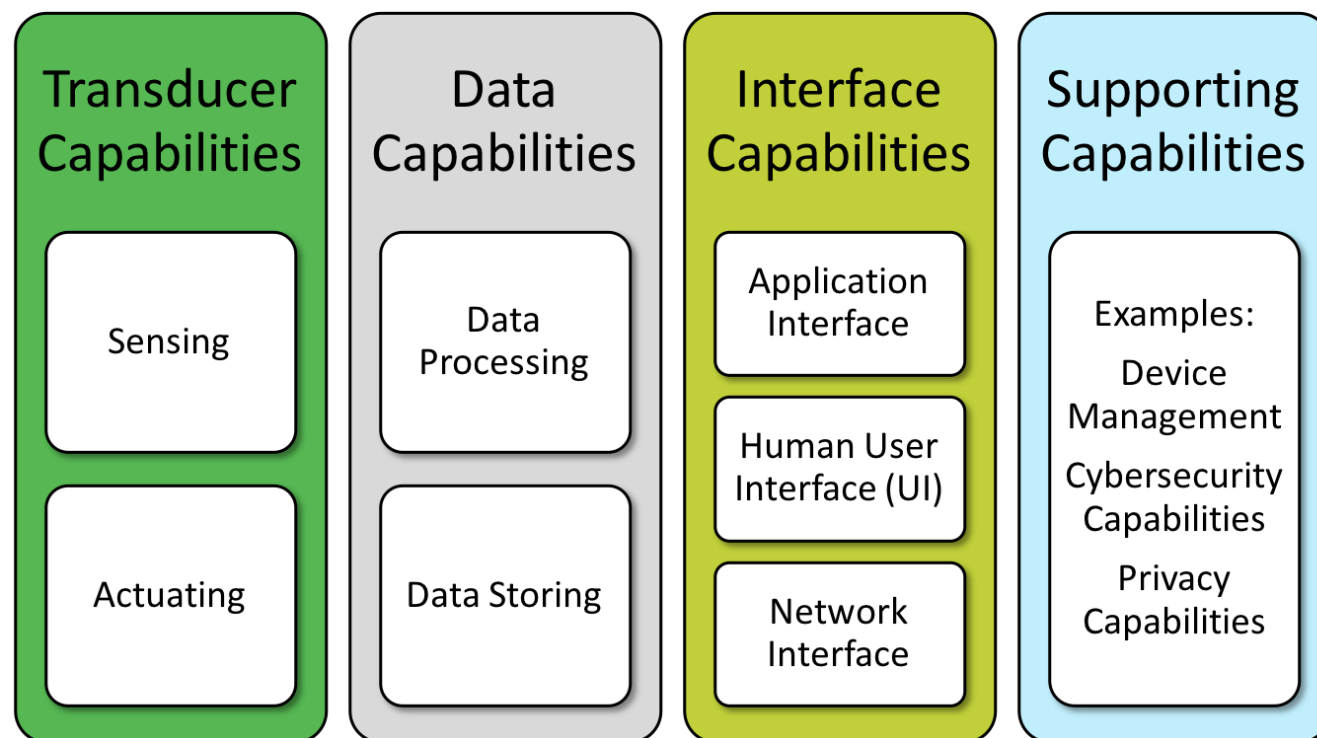 Transducer
Capabilities
Sensing
Actuating
Data
Capabilities
Data
Processing
Data Storing
Interface
Capabilities
Application
Interface
Human User
Interface (UI)
Network
Interface
Supporting
Capabilities
Examples:
Device
Management
Cybersecurity
Capabilities
Privacy
Capabilities